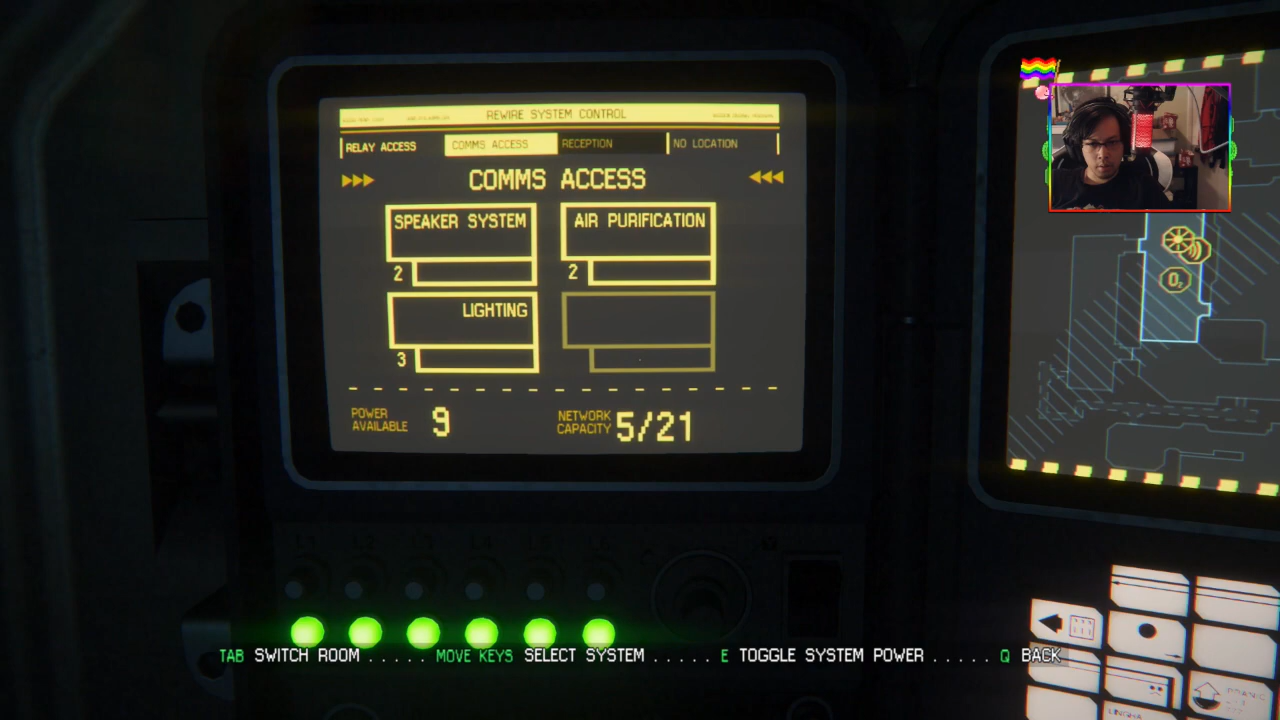 REWIRE SYSTEM CONTROL
RELAY ACCESS COMMS ACCESS RECEPTION NO LOCATION
COMMS ACCESS
SPEAKER SYSTEM AIR PURIFICATION
2 2
LIGHTING
3
POWER AVAILABLE 9 NETWORK CAPACITY 5/21
O2
TAB SWITCH ROOM ..... MOVE KEYS SELECT SYSTEM ..... E TOGGLE SYSTEM POWER ..... Q BACK